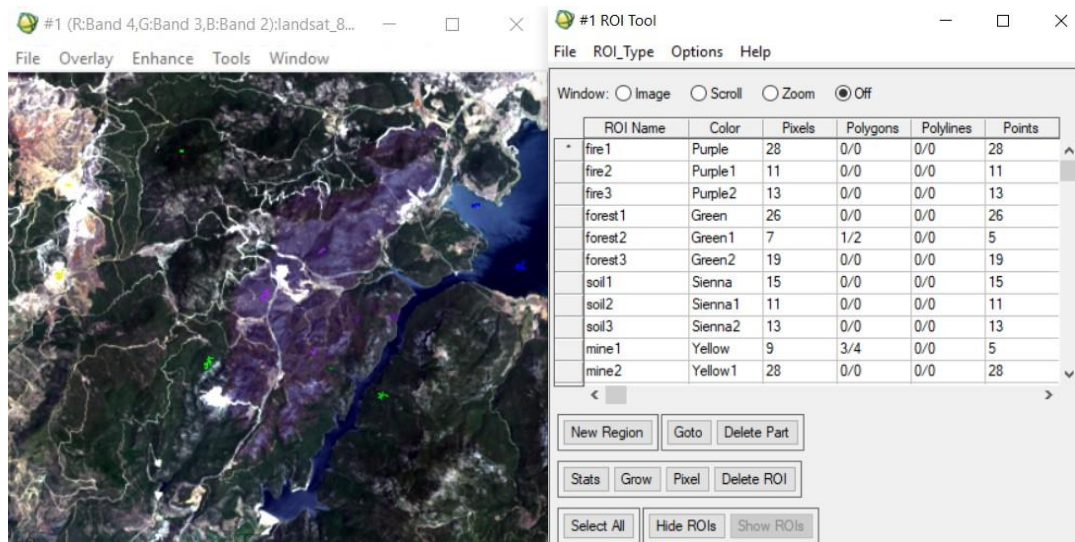 #1 (R:Band 4,G:Band 3,B:Band 2):landsat_8...
File Overlay Enhance Tools Window
#1 ROI Tool
File ROI_Type Options Help
Window: Image Scroll Zoom Off
ROI Name Color Pixels Polygons Polylines Points
* fire1 Purple 28 0/0 0/0 28
fire2 Purple1 11 0/0 0/0 11
fire3 Purple2 13 0/0 0/0 13
forest1 Green 26 0/0 0/0 26
forest2 Green1 7 1/2 0/0 5
forest3 Green2 19 0/0 0/0 19
soil1 Sienna 15 0/0 0/0 15
soil2 Sienna1 11 0/0 0/0 11
soil3 Sienna2 13 0/0 0/0 13
mine1 Yellow 9 3/4 0/0 5
mine2 Yellow1 28 0/0 0/0 28
New Region Goto Delete Part
Stats Grow Pixel Delete ROI
Select All Hide ROIs Show ROIs